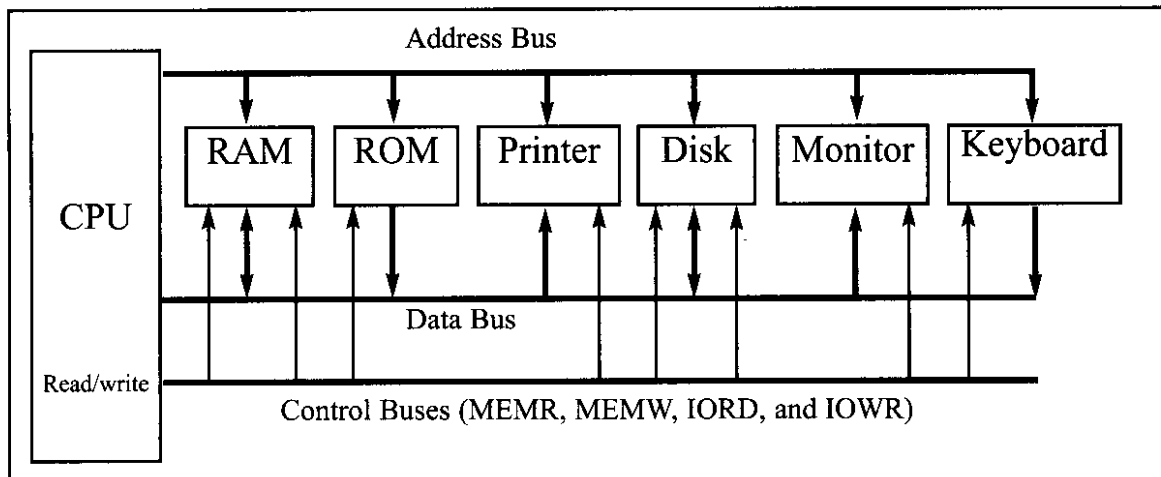 Address Bus
RAM
ROM
Printer
Disk
Monitor
Keyboard
CPU
Data Bus
Read/write
Control Buses (MEMR, MEMW, IORD, and IOWR)